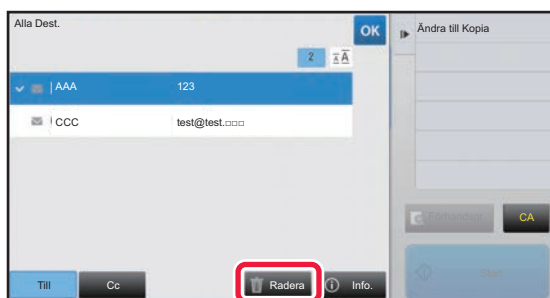 Alla Dest.
OK
Ändra till Kopia
2
AAA 123
CCC test@test.□□□
CA
Till
Cc
Radera
Info.